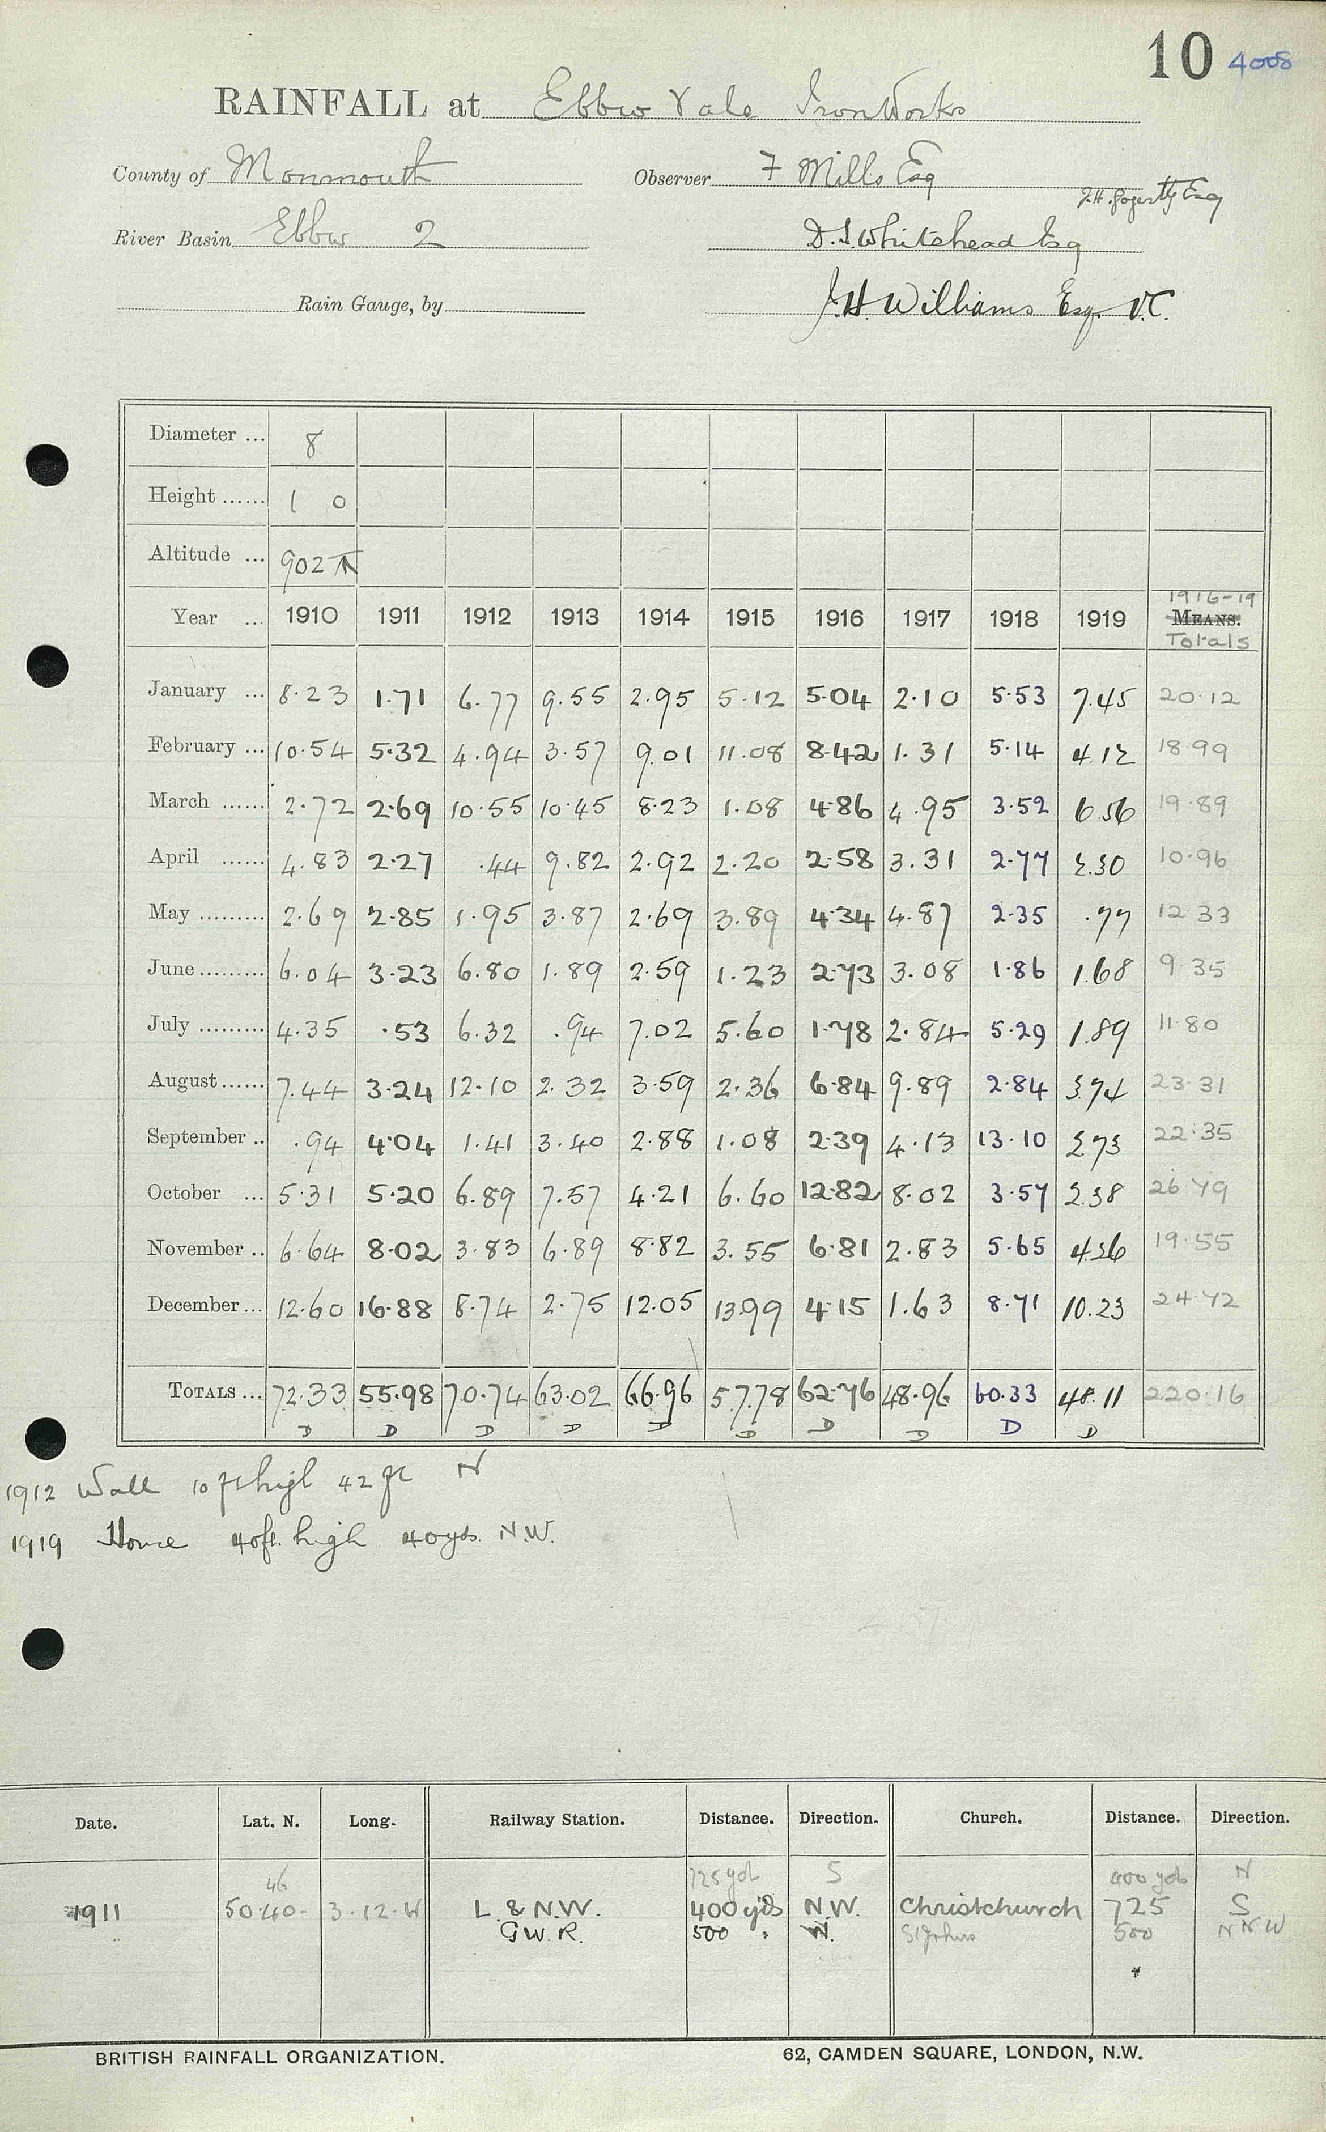 10 4008
RAINFALL at Ebbw Vale Iron Works
County of Monmouth Observer F Mills Esq
J.H. Fogerty Esq
River Basin Ebbw 2 D.S. Whitehead Esq
Rain Gauge, by J.H. Williams Esq. V.C.
Diameter ... 8
Height ...... 1 0
Altitude ... 902 T
1916-19
Year ... 1910 1911 1912 1913 1914 1915 1916 1917 1918 1919 MEANS.
Totals
January ... 8.23 1.71 6.77 9.55 2.95 5.12 5.04 2.10 5.53 7.45 20.12
February ... 10.54 5.32 4.94 3.57 9.01 11.08 8.42 1.31 5.14 4.12 18.99
March ...... 2.72 2.69 10.55 10.45 8.23 1.08 4.86 4.95 3.52 6.56 19.89
April ...... 4.83 2.27 .44 9.82 2.92 2.20 2.58 3.31 2.77 2.30 10.96
May ......... 2.69 2.85 1.95 3.87 2.69 3.89 4.34 4.87 2.35 .77 12.33
June ......... 6.04 3.23 6.80 1.89 2.59 1.23 2.73 3.08 1.86 1.68 9.35
July ......... 4.35 .53 6.32 .94 7.02 5.60 1.78 2.84 5.29 1.89 11.80
August ...... 7.44 3.24 12.10 2.32 3.59 2.36 6.84 9.89 2.84 3.74 23.31
September .. .94 4.04 1.41 3.40 2.88 1.08 2.39 4.13 13.10 2.73 22.35
October ... 5.31 5.20 6.89 7.57 4.21 6.60 12.82 8.02 3.57 2.38 26.79
November .. 6.64 8.02 3.83 6.89 8.82 3.55 6.81 2.83 5.65 4.26 19.55
December ... 12.60 16.88 8.74 2.75 12.05 13.99 4.15 1.63 8.71 10.23 24.72
TOTALS ... 72.33 55.98 70.74 63.02 66.96 57.78 62.76 48.96 60.33 48.11 220.16
D D D D D D D D D D
1912 Wall 10 ft high 42 ft N
1919 House 40ft. high 40yds. N.W.
Date. Lat. N. Long. Railway Station. Distance. Direction. Church. Distance. Direction.
46 725 yds S 400 yds N
1911 50.40. 3.12.W L & N.W. 400 yds N.W. Christchurch 725 S
G.W.R. 500 " N. St Johns 500 N N W
BRITISH RAINFALL ORGANIZATION. 62, CAMDEN SQUARE, LONDON, N.W.